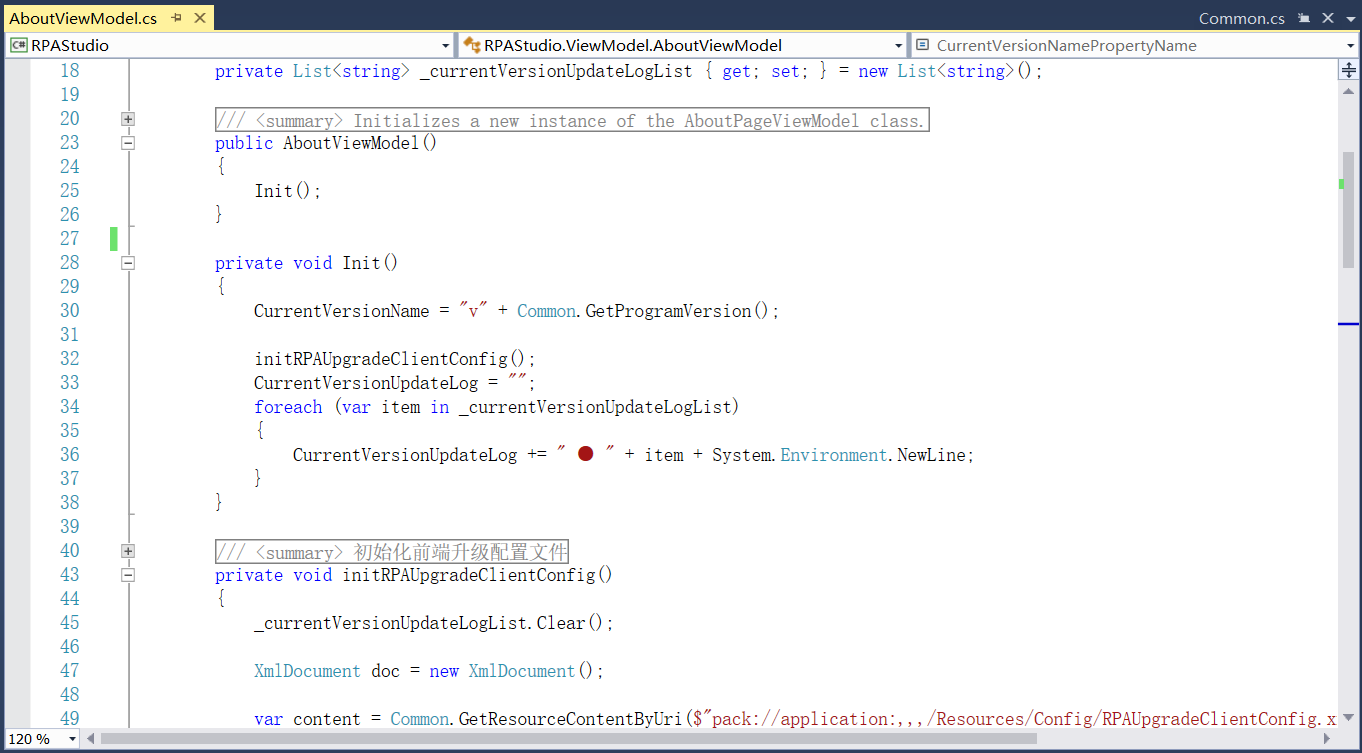 AboutViewModel.cs
Common.cs
C# RPAStudio
RPAStudio.ViewModel.AboutViewModel
CurrentVersionNamePropertyName
18 private List<string> _currentVersionUpdateLogList { get; set; } = new List<string>();
19
20 /// <summary> Initializes a new instance of the AboutPageViewModel class.
23 public AboutViewModel()
24 {
25 Init();
26 }
27
28 private void Init()
29 {
30 CurrentVersionName = "v" + Common.GetProgramVersion();
31
32 initRPAUpgradeClientConfig();
33 CurrentVersionUpdateLog = "";
34 foreach (var item in _currentVersionUpdateLogList)
35 {
36 CurrentVersionUpdateLog += " ● " + item + System.Environment.NewLine;
37 }
38 }
39
40 /// <summary> 初始化前端升级配置文件
43 private void initRPAUpgradeClientConfig()
44 {
45 _currentVersionUpdateLogList.Clear();
46
47 XmlDocument doc = new XmlDocument();
48
49 var content = Common.GetResourceContentByUri($"pack://application:,,,/Resources/Config/RPAUpgradeClientConfig.x
120 %